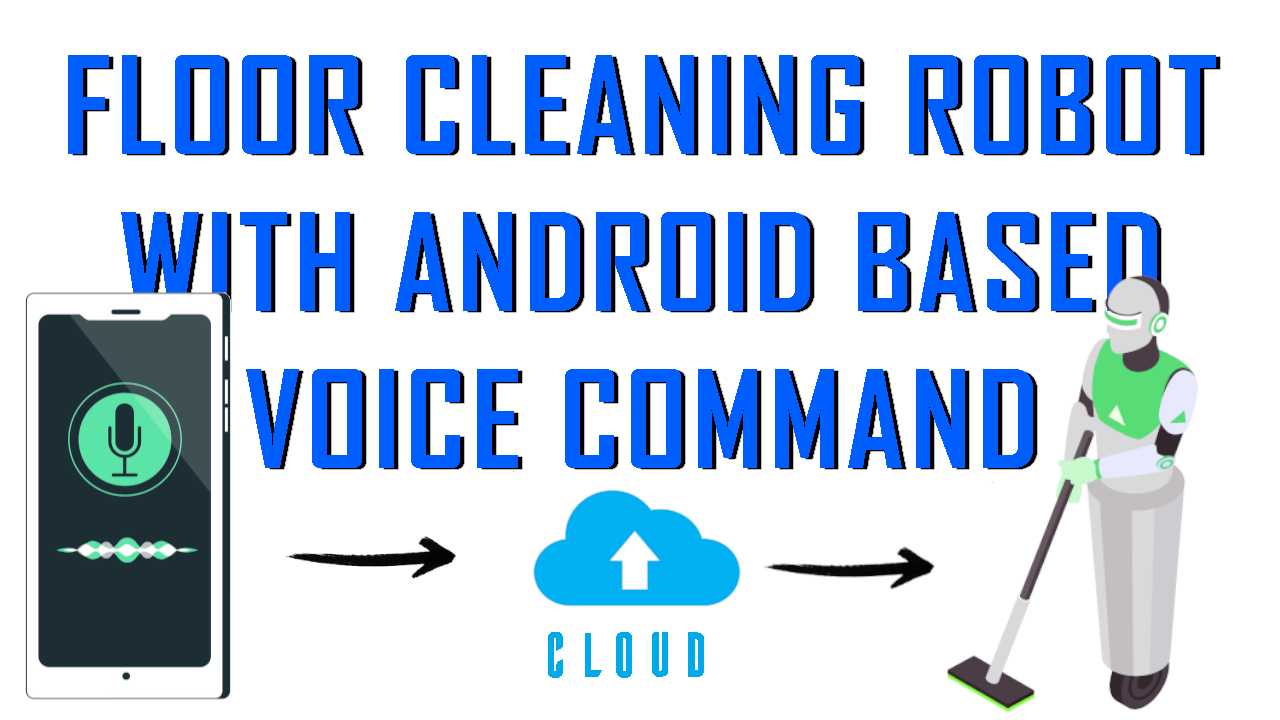 FLOOR CLEANING ROBOT
WITH ANDROID BASED
VOICE COMMAND
CLOUD